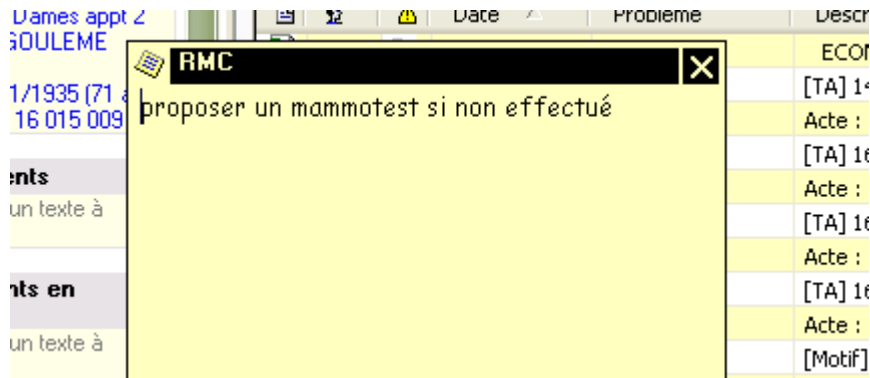 Dames appt 2
GOULEME
1/1935 (71
16 015 009
ents
un texte à
nts en
un texte à
RMC
proposer un mammotest si non effectué
Date
Problème
Descr
ECO
[TA] 14
Acte :
[TA] 16
Acte :
[TA] 16
Acte :
[TA] 16
Acte :
[Motif]